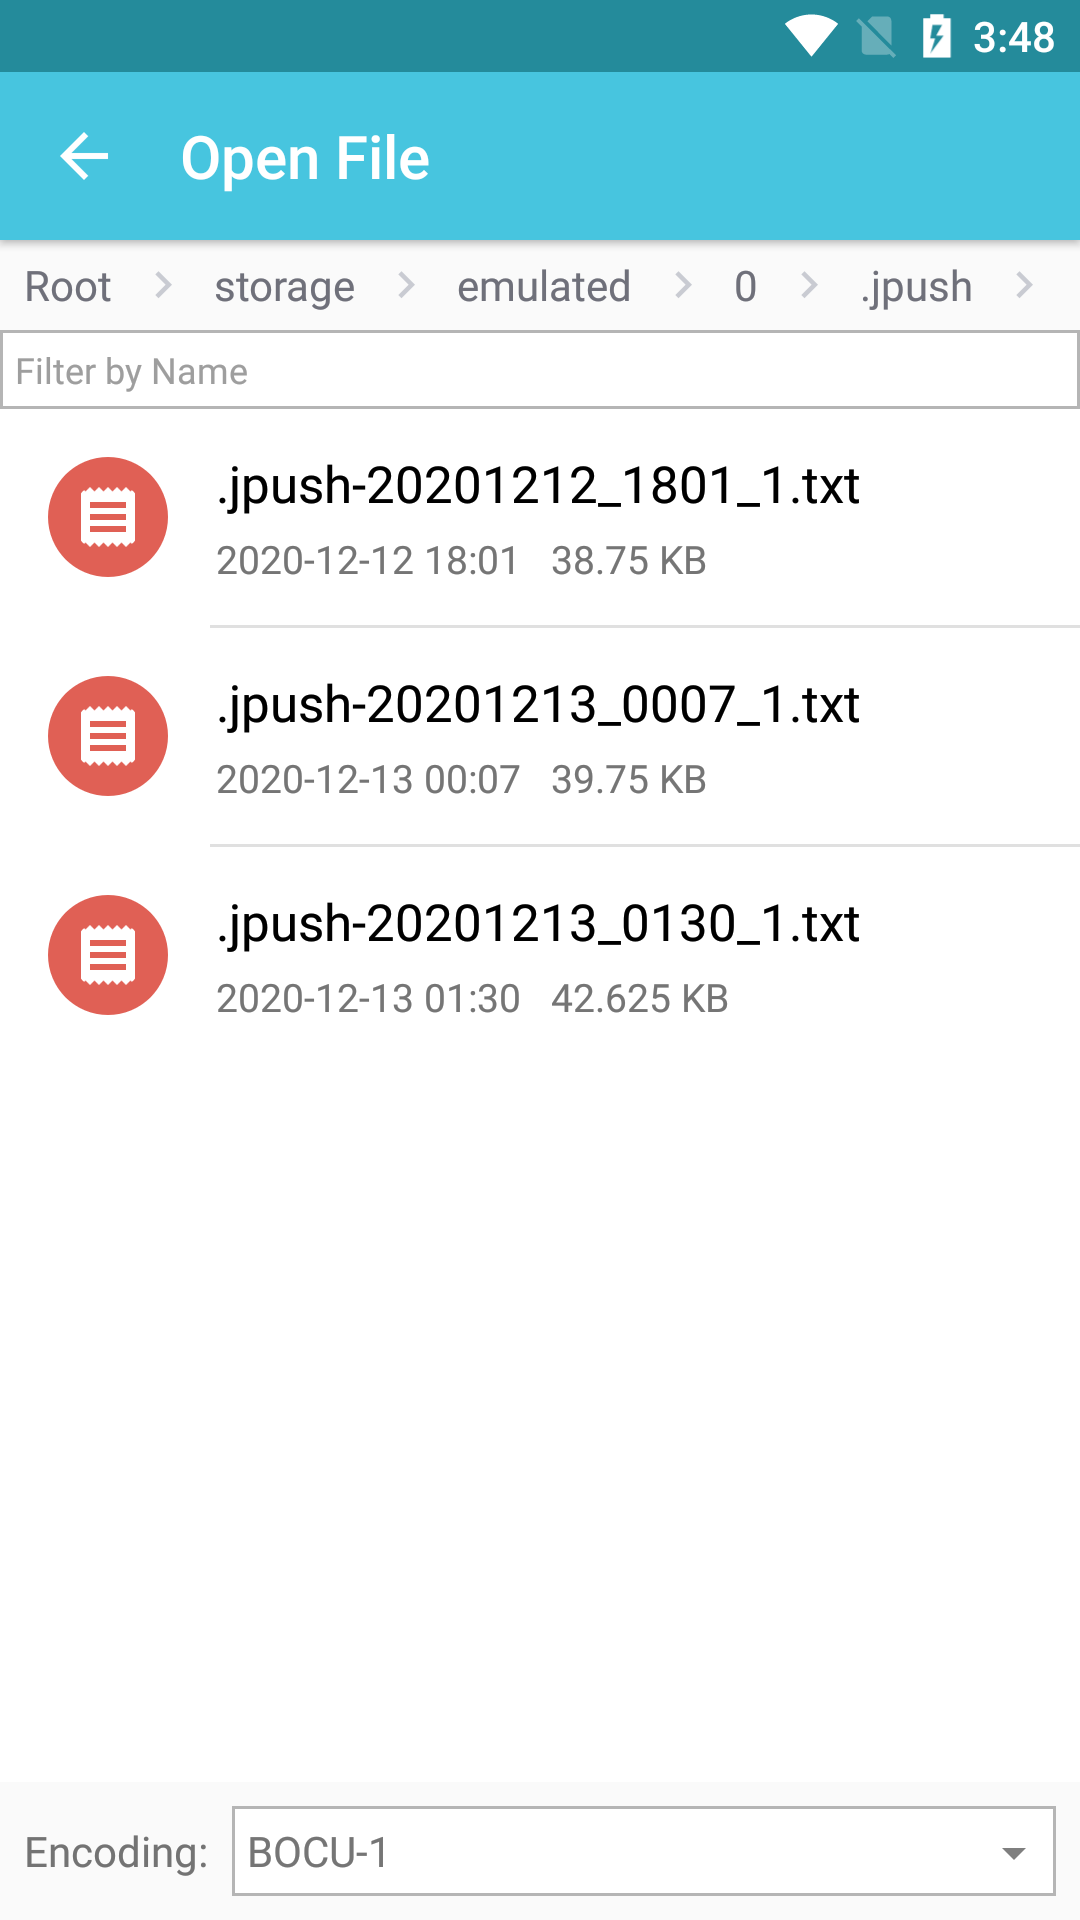 3:48
Open File
Root storage emulated 0 .jpush
Filter by Name
.jpush-20201212_1801_1.txt
2020-12-12 18:01 38.75 KB
.jpush-20201213_0007_1.txt
2020-12-13 00:07 39.75 KB
.jpush-20201213_0130_1.txt
2020-12-13 01:30 42.625 KB
Encoding: BOCU-1